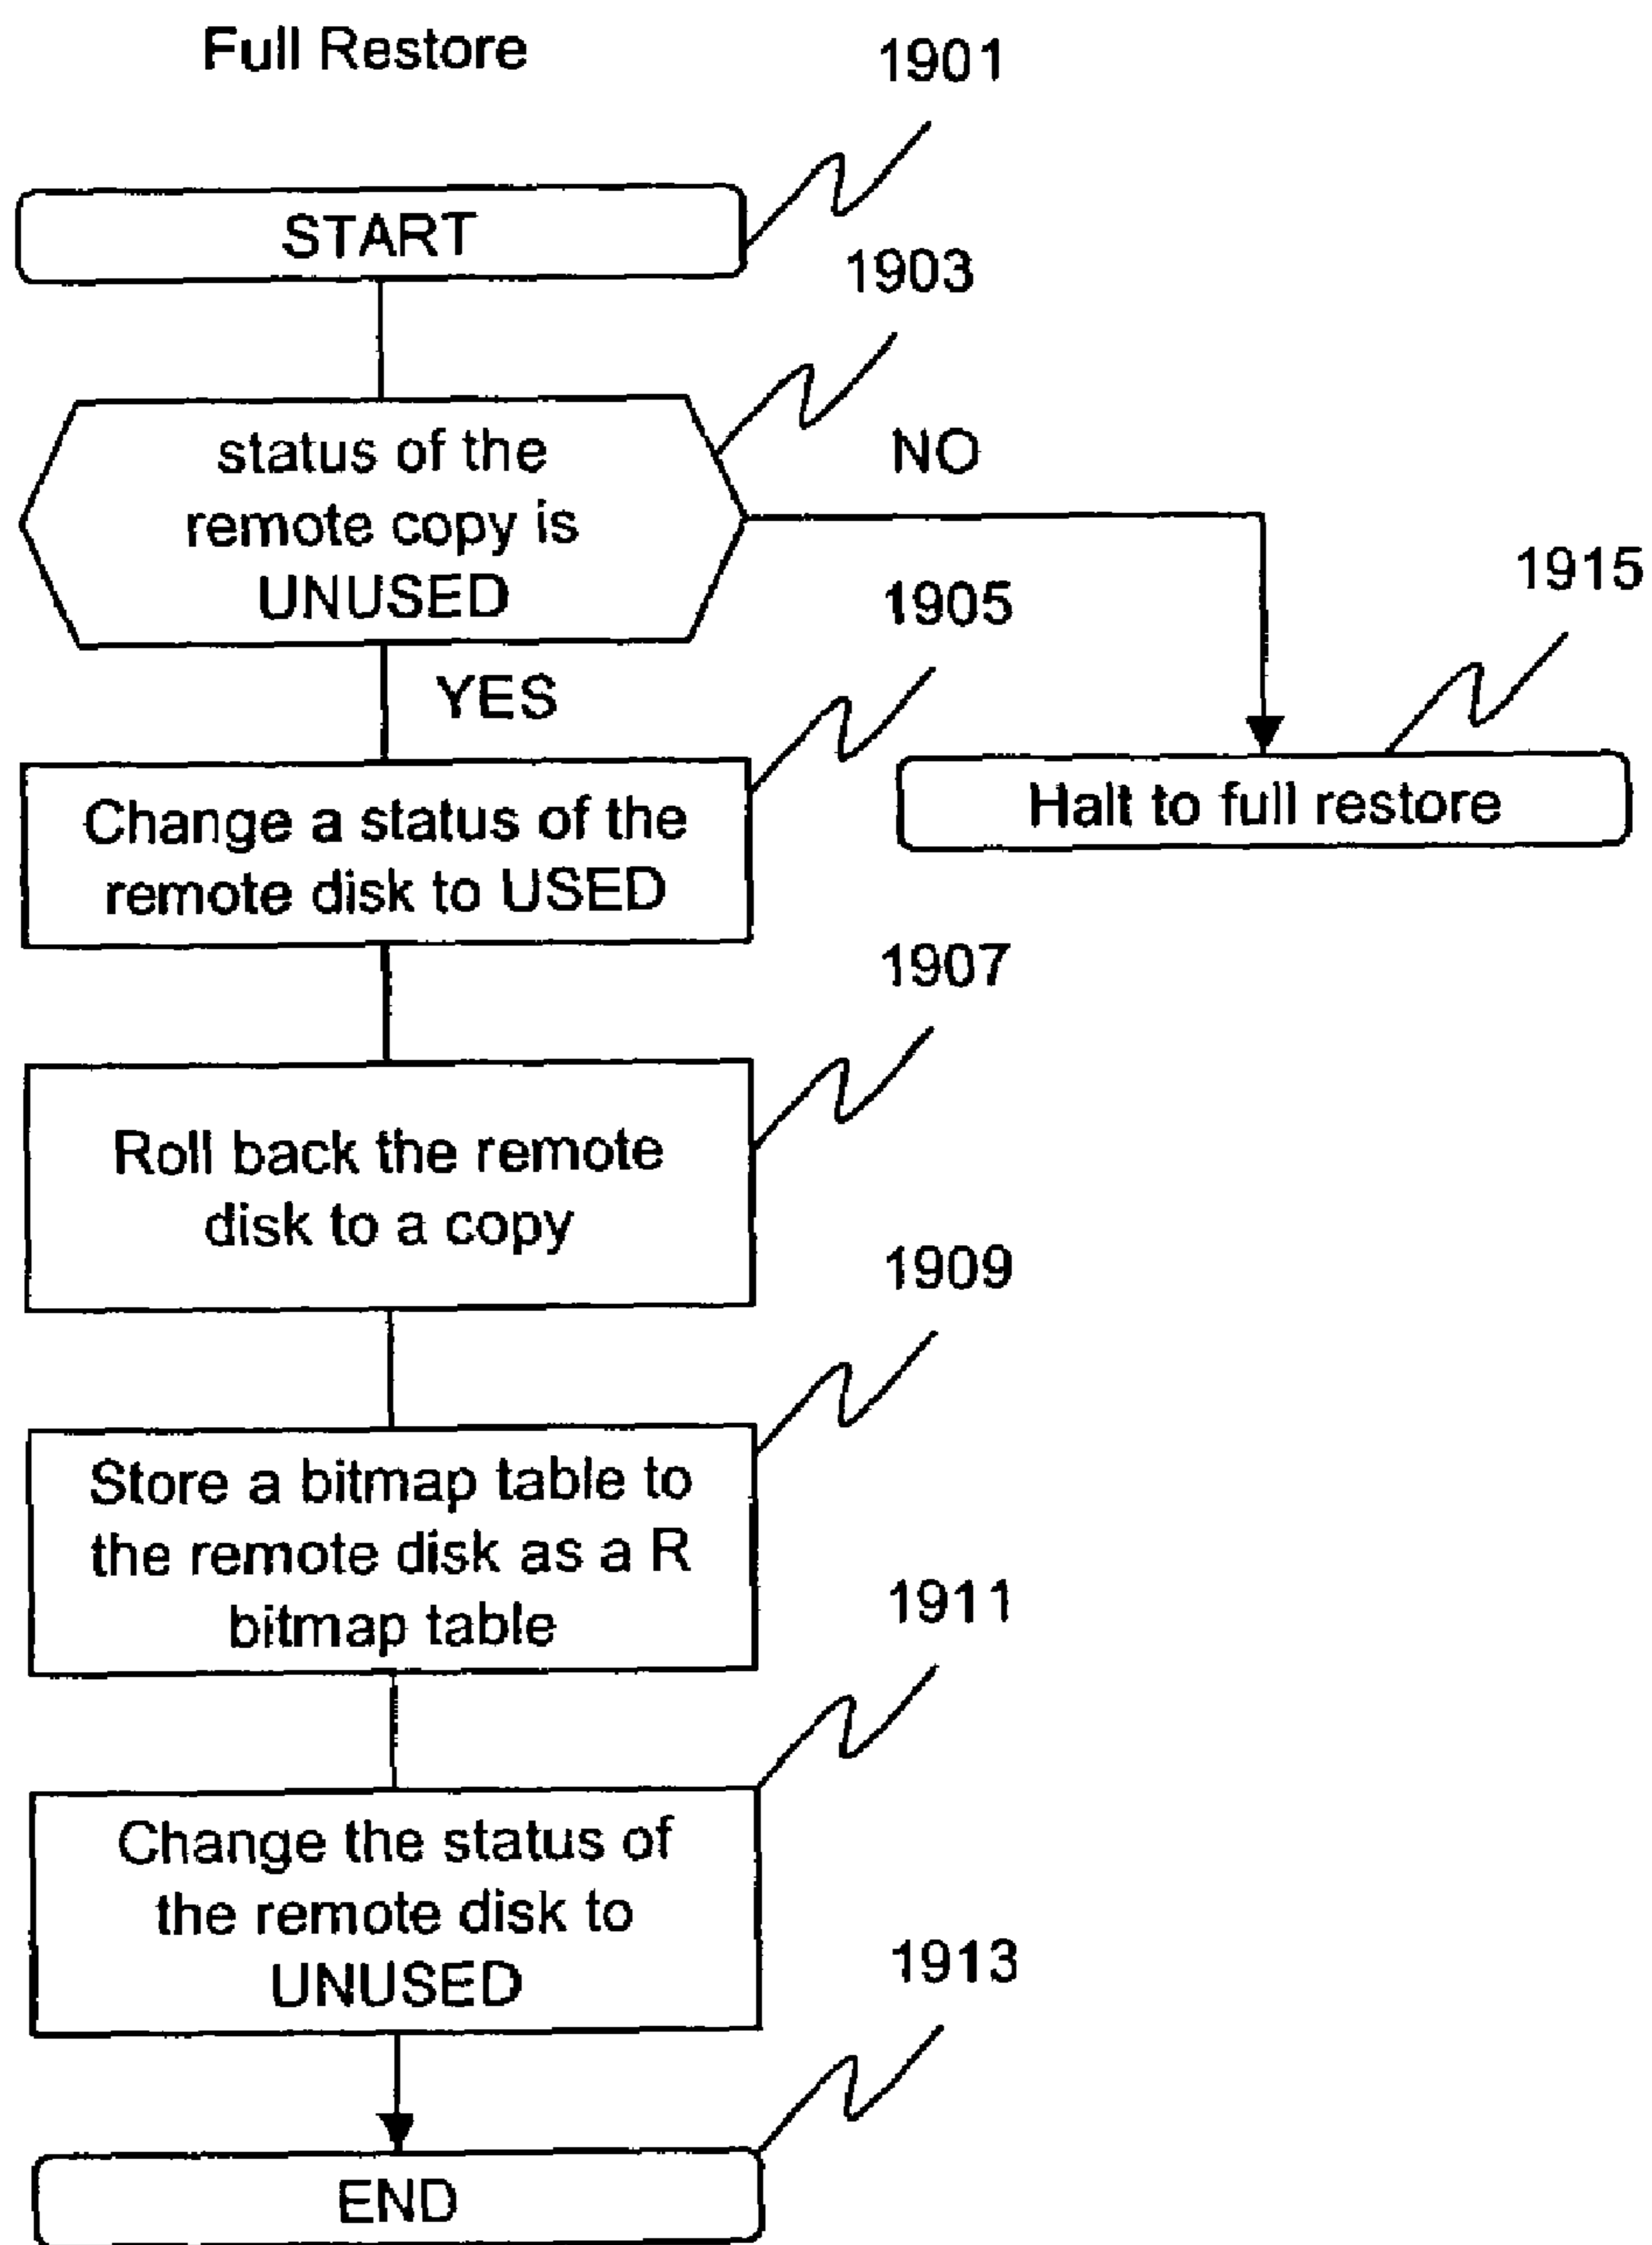 Full Restore
1901
START
1903
status of the
remote copy is
UNUSED
NO
YES
1905
1915
Change a status of the
remote disk to USED
Halt to full restore
1907
Roll back the remote
disk to a copy
1909
Store a bitmap table to
the remote disk as a R
bitmap table
1911
Change the status of
the remote disk to
UNUSED
1913
END